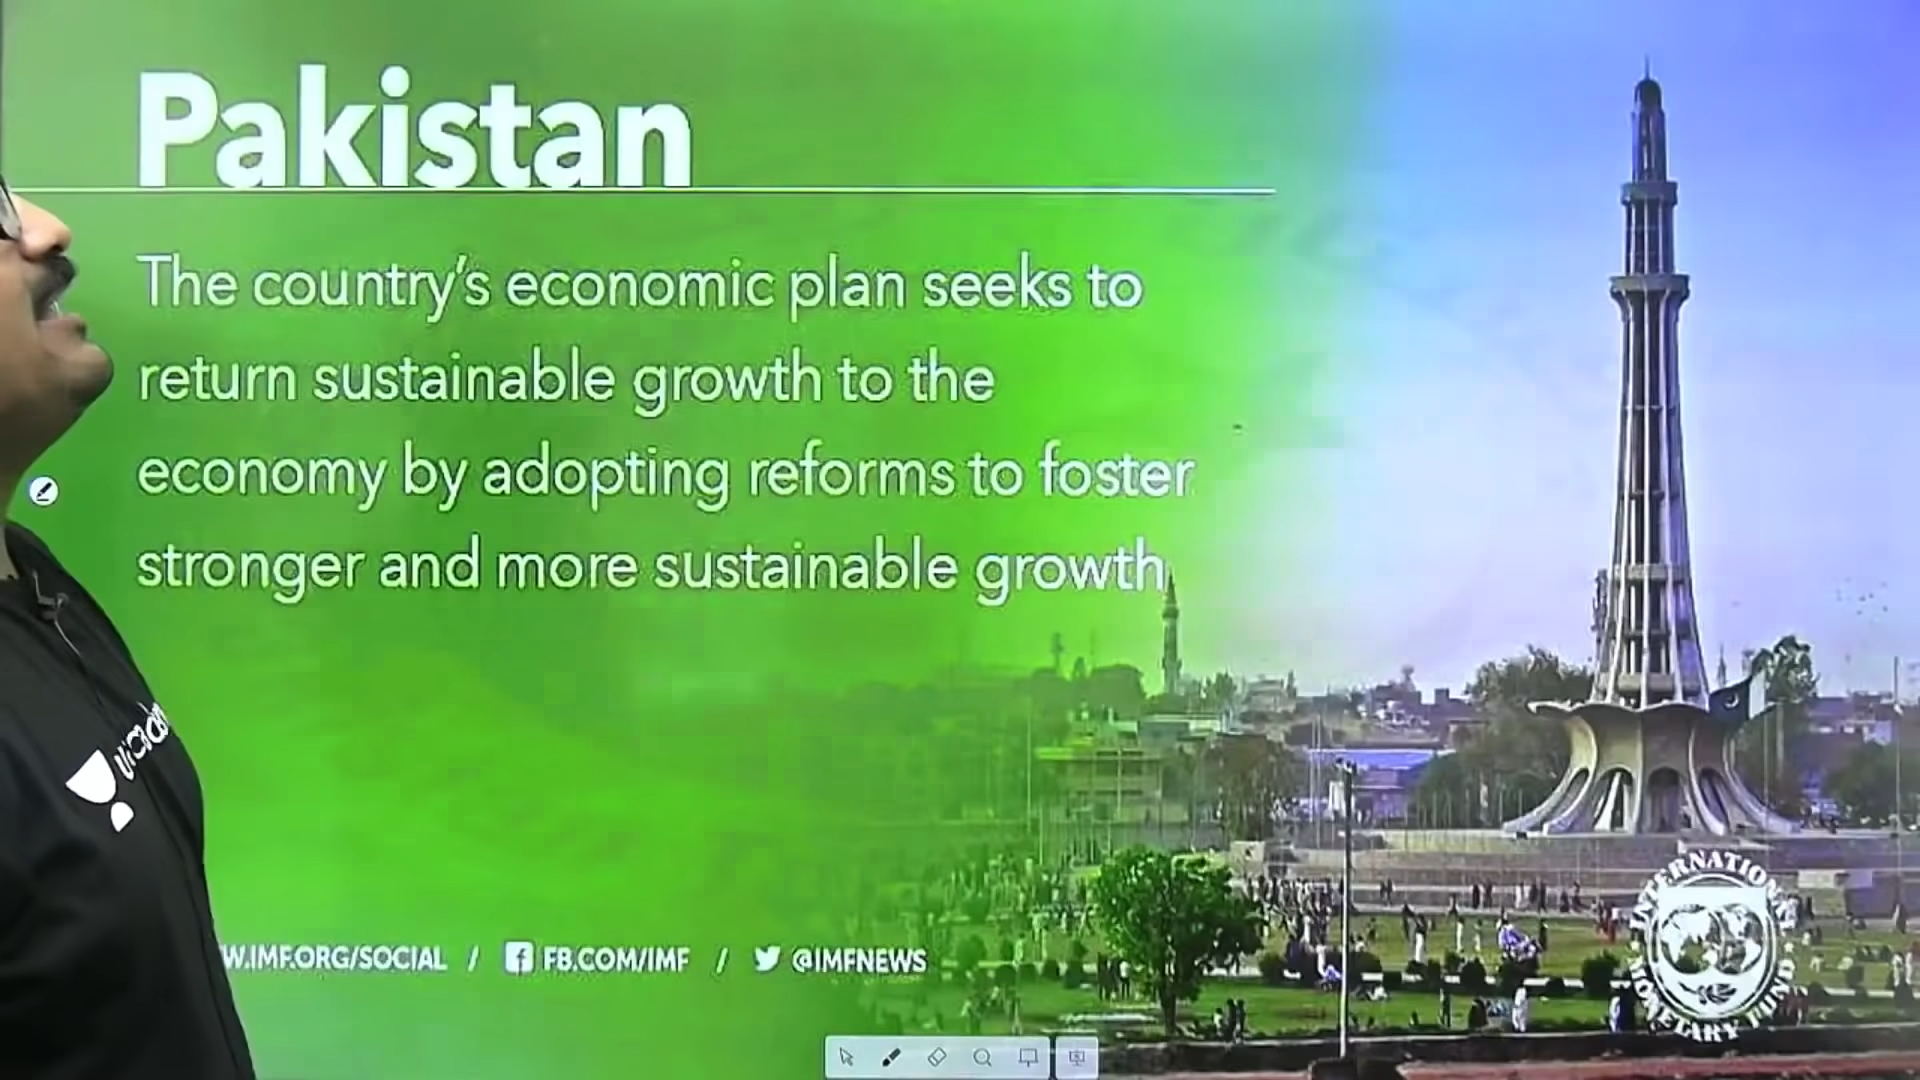 Pakistan
The country's economic plan seeks to
return sustainable growth to the
economy by adopting reforms to foster
stronger and more sustainable growth
W.IMF.ORG/SOCIAL / FB.COM/IMF / @IMFNEWS
INTERNATIONAL MONETARY FUND